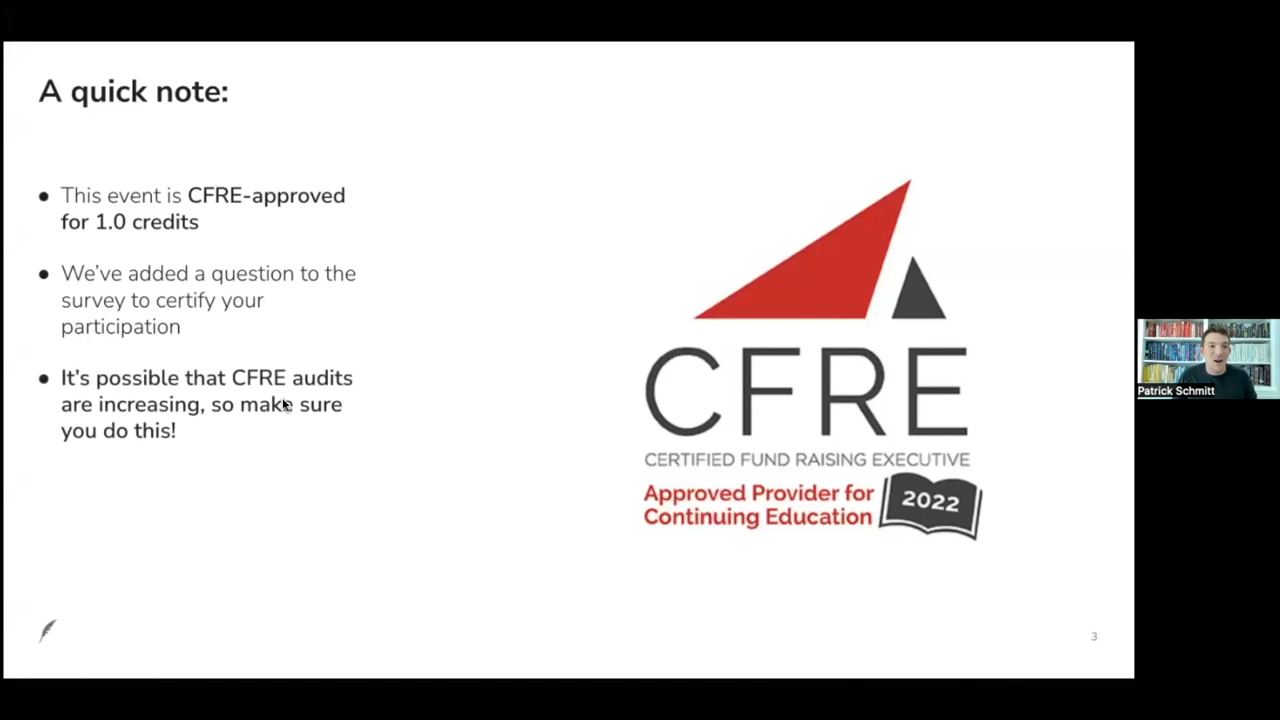 A quick note:
● This event is CFRE-approved
for 1.0 credits
● We’ve added a question to the
survey to certify your
participation
● It’s possible that CFRE audits
are increasing, so make sure
you do this!
CFRE
CERTIFIED FUND RAISING EXECUTIVE
Approved Provider for
Continuing Education
2022
3
Patrick Schmitt